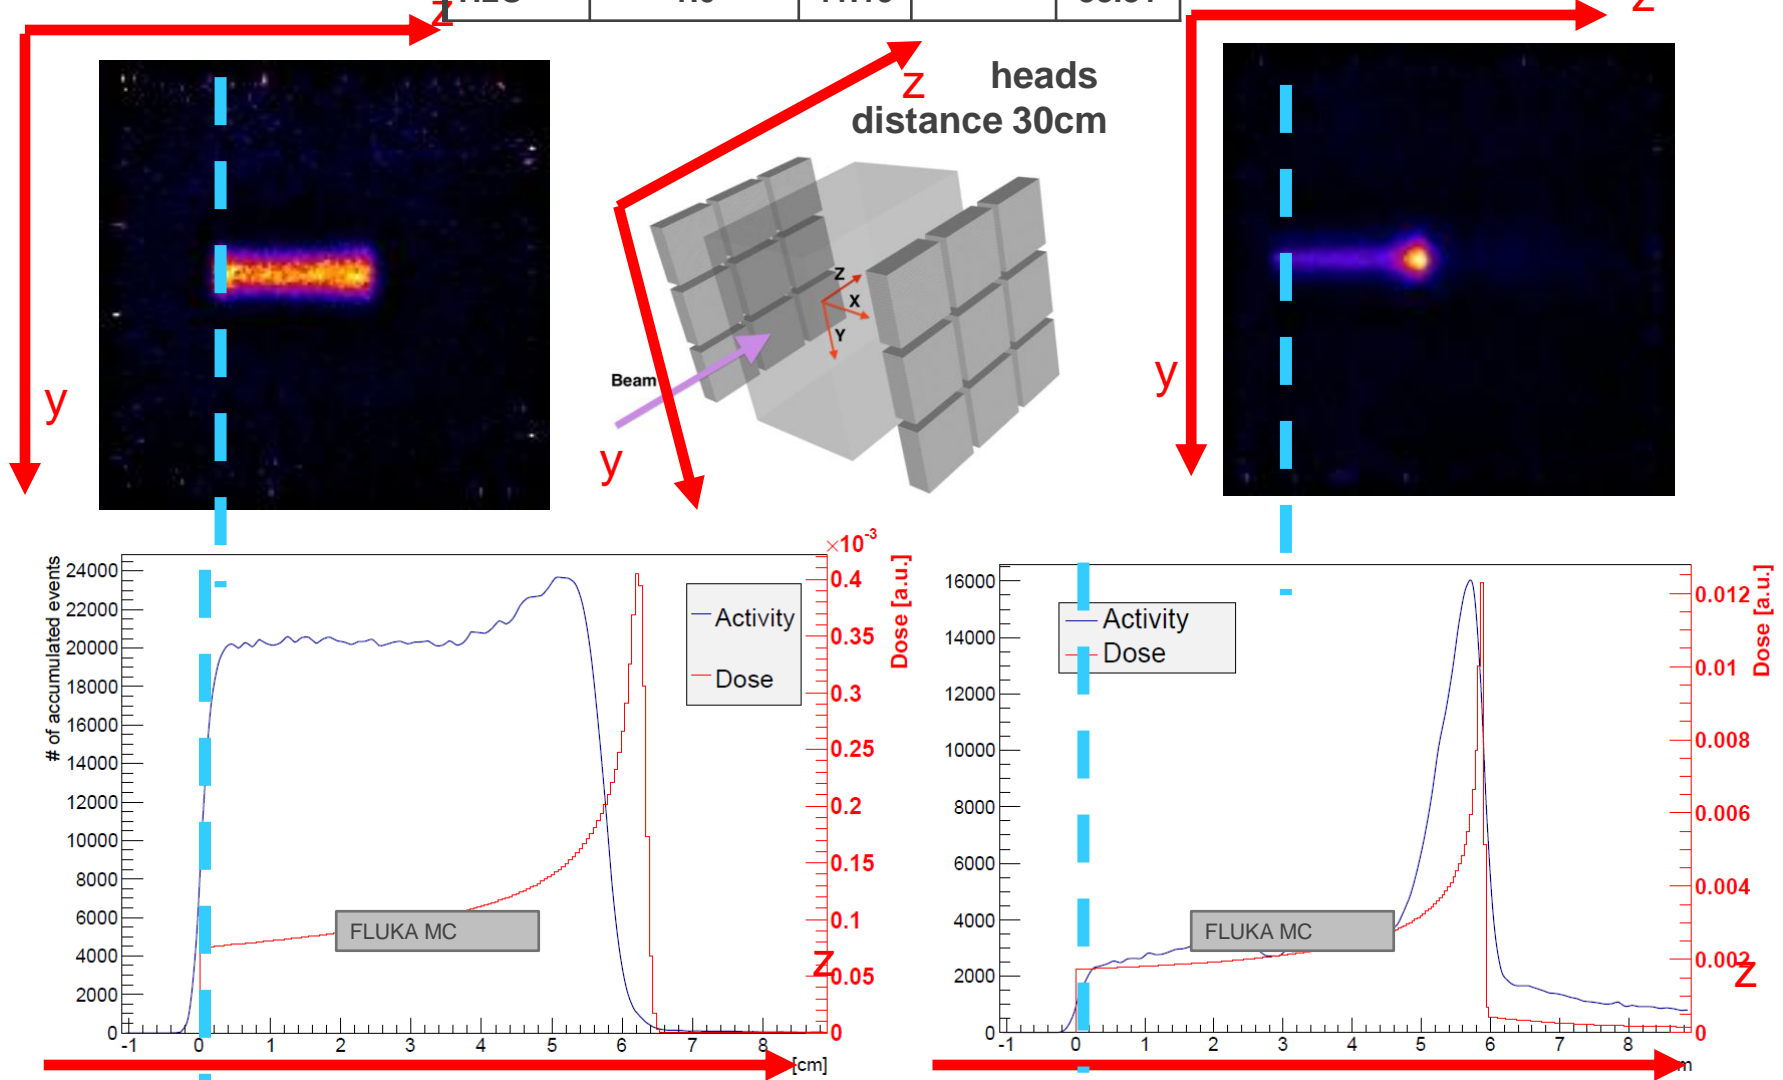 z
z
z
heads
distance 30cm
Z
X
Y
Beam
y
y
y
# of accumulated events
24000
22000
20000
18000
16000
14000
12000
10000
8000
6000
4000
2000
0
-1 0 1 2 3 4 5 6 7 8
[cm]
×10⁻³
Dose [a.u.]
0.4
0.35
0.3
0.25
0.2
0.15
0.1
0.05
0
Activity
Dose
FLUKA MC
z
16000
14000
12000
10000
8000
6000
4000
2000
0
-1 0 1 2 3 4 5 6 7 8
Dose [a.u.]
0.012
0.01
0.008
0.006
0.004
0.002
0
Activity
Dose
FLUKA MC
z